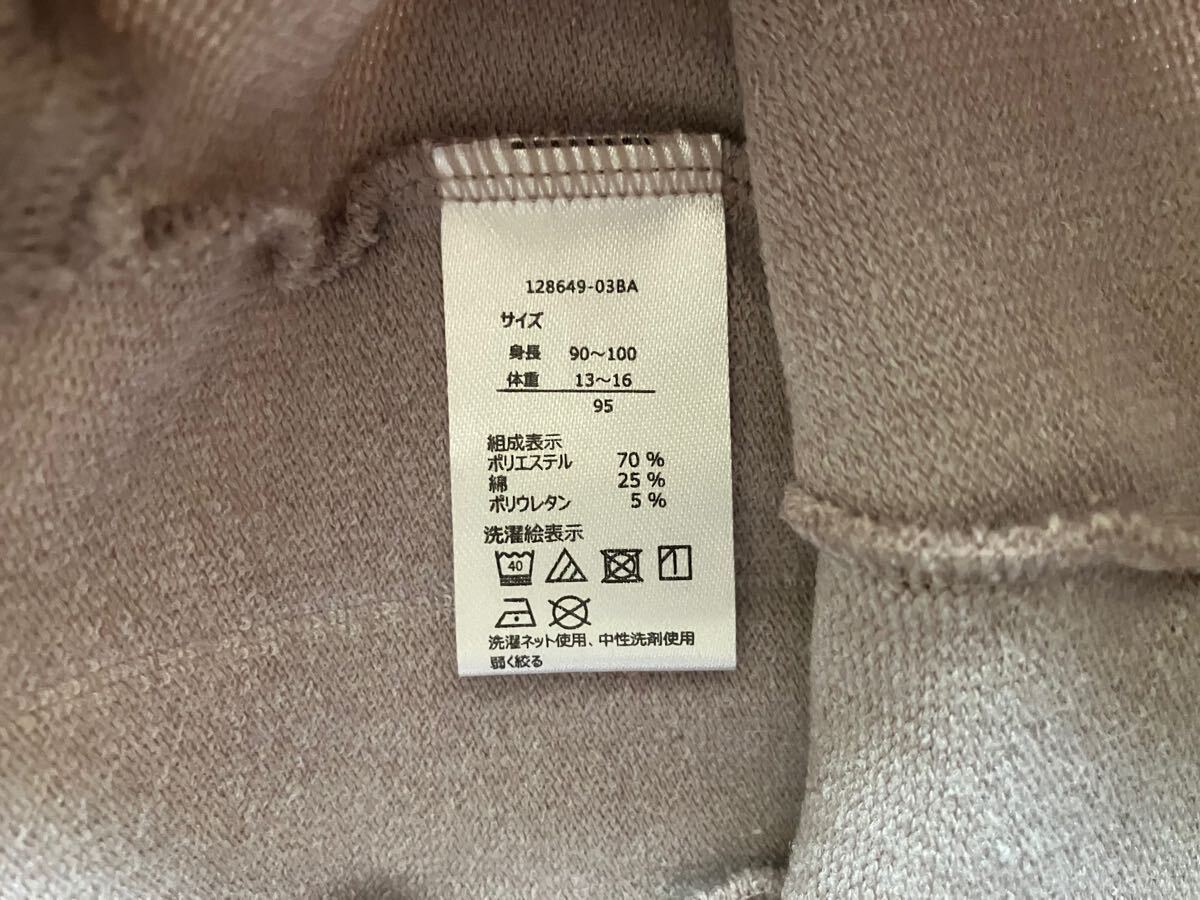 128649-03BA
サイズ
身長 90～100
体重 13～16
95
組成表示
ポリエステル 70 %
綿 25 %
ポリウレタン 5 %
洗濯絵表示
40
洗濯ネット使用、中性洗剤使用
弱く絞る